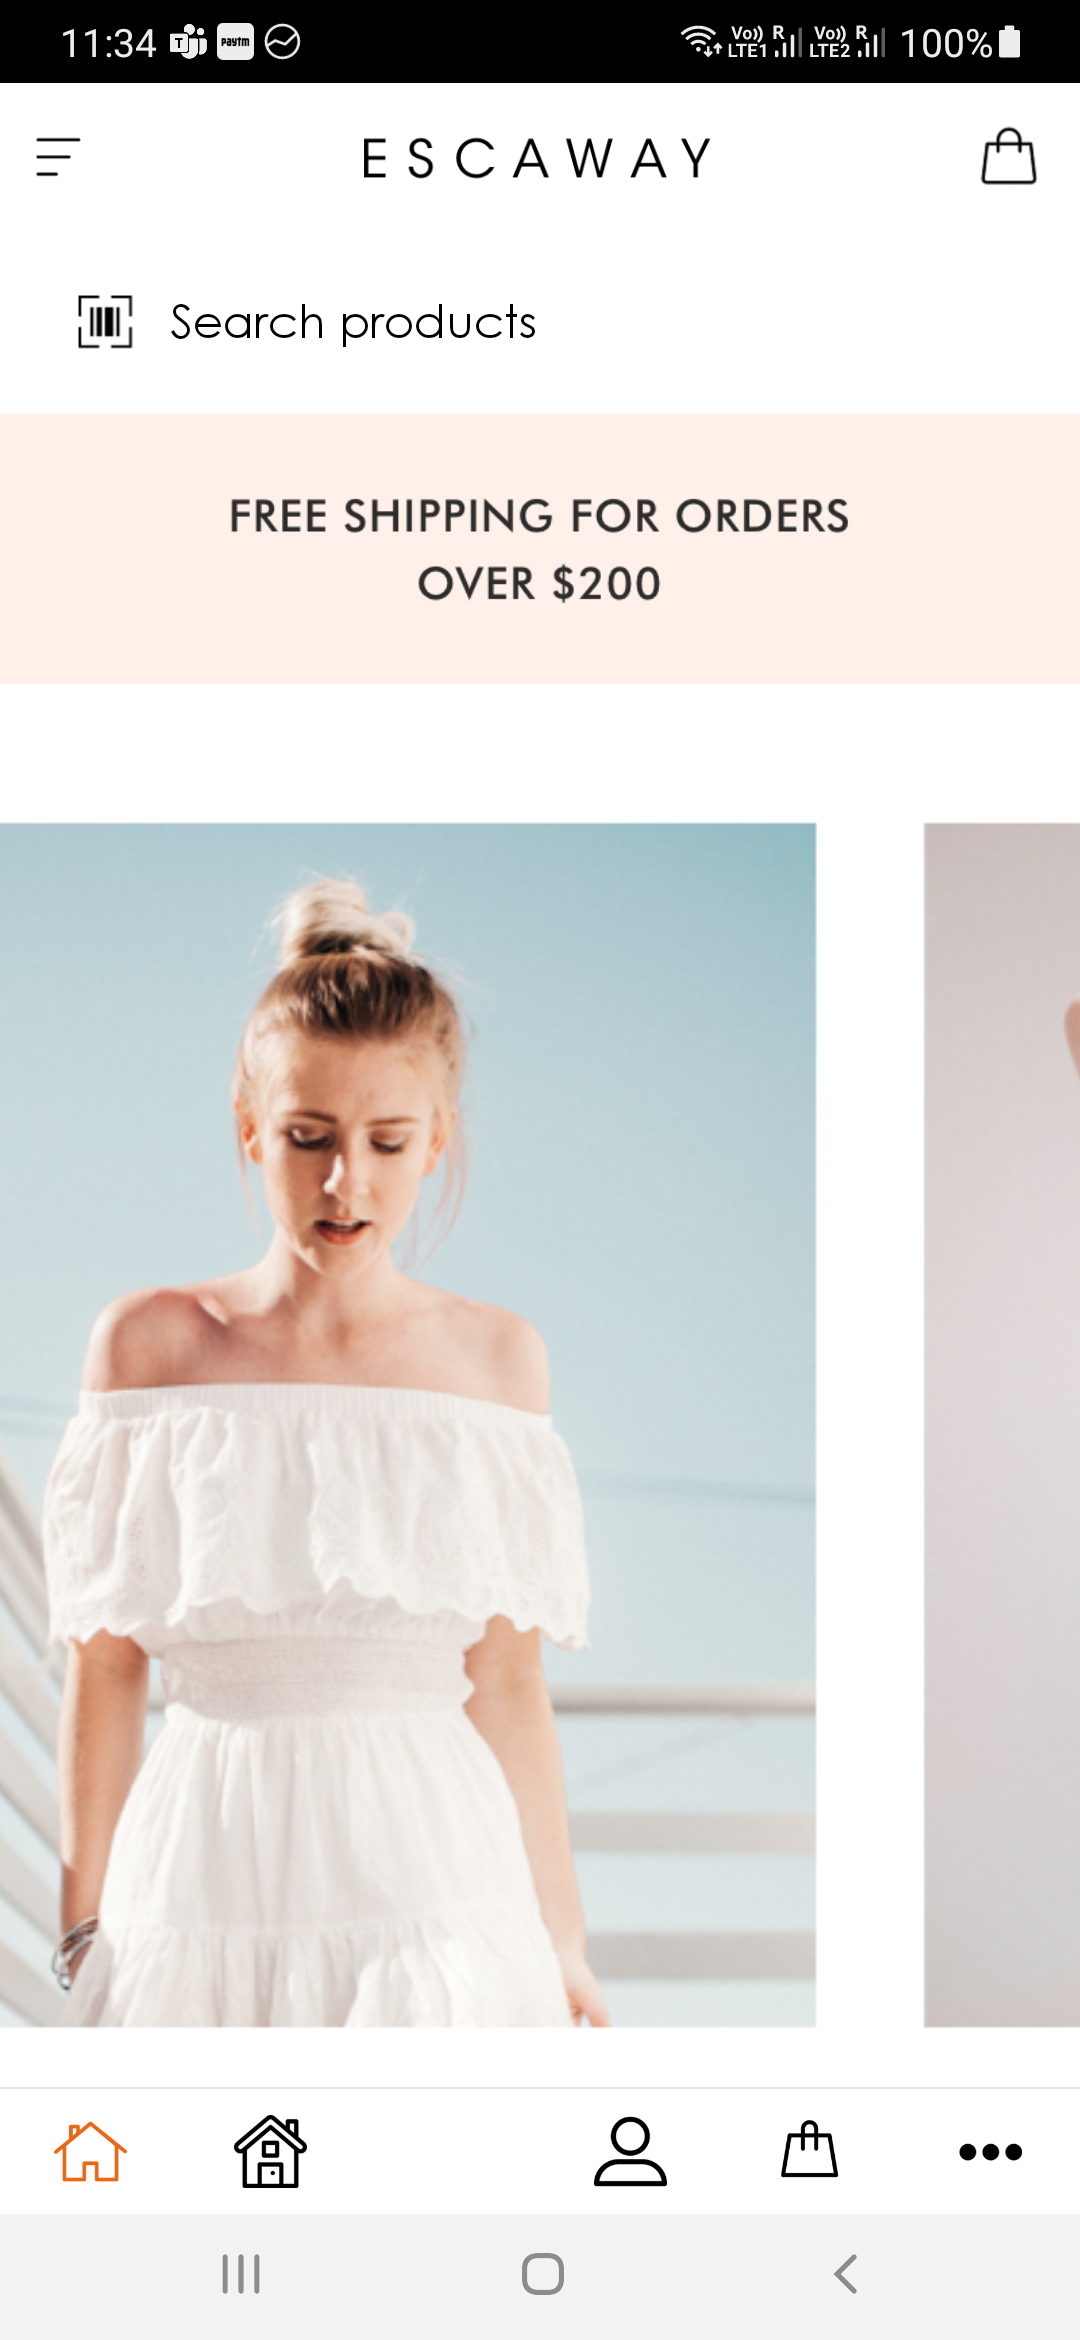 11:34 T Paytm Vo)) R LTE1 Vo)) R LTE2 100%
ESCAWAY
Search products
FREE SHIPPING FOR ORDERS
OVER $200